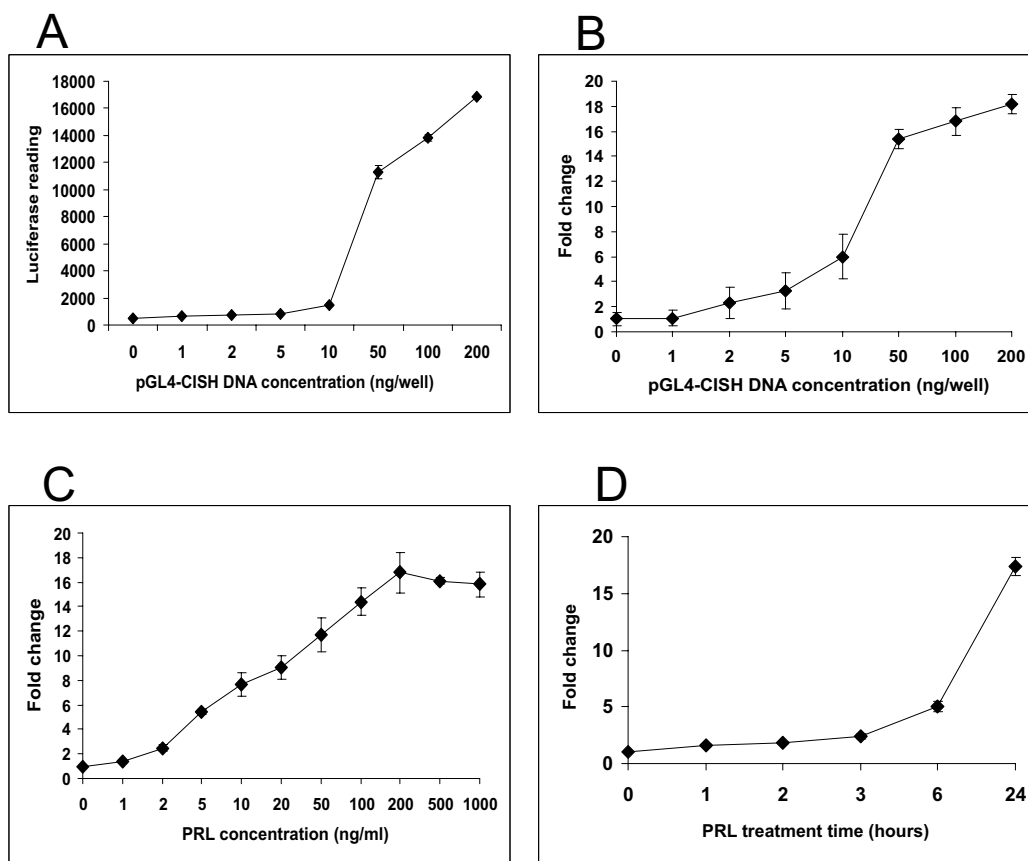 A
18000
16000
14000
12000
10000
8000
6000
4000
2000
0
Luciferase reading
0 1 2 5 10 50 100 200
pGL4-CISH DNA concentration (ng/well)
B
20
18
16
14
12
10
8
6
4
2
0
Fold change
0 1 2 5 10 50 100 200
pGL4-CISH DNA concentration (ng/well)
C
20
18
16
14
12
10
8
6
4
2
0
Fold change
0 1 2 5 10 20 50 100 200 500 1000
PRL concentration (ng/ml)
D
20
15
10
5
0
Fold change
0 1 2 3 6 24
PRL treatment time (hours)